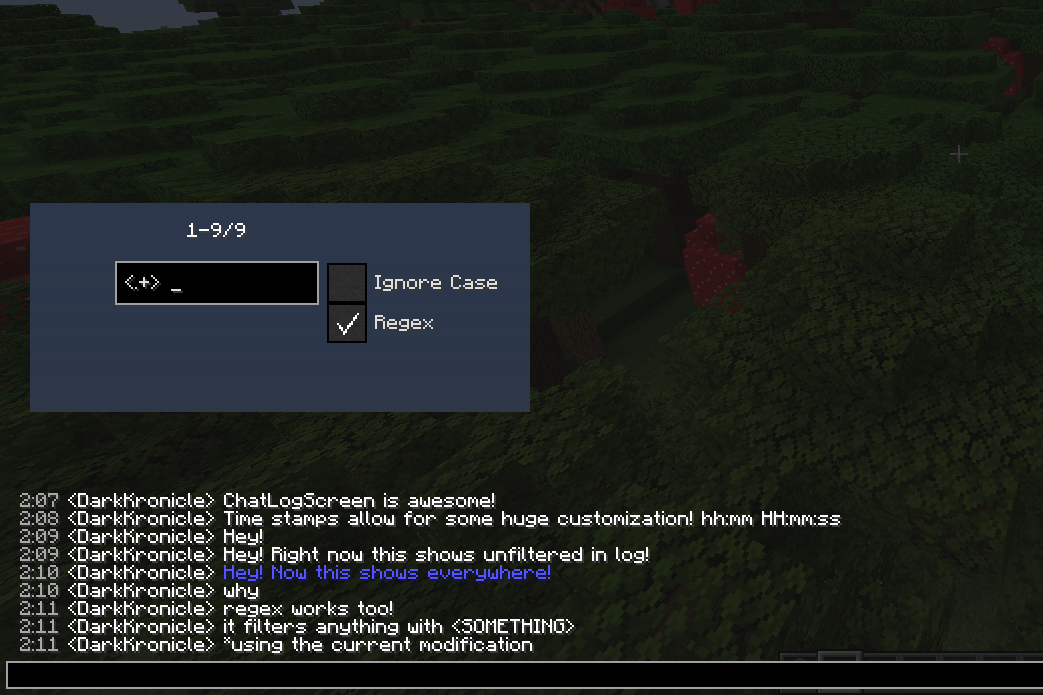 1-9/9
<.+> _
Ignore Case
Regex
2:07 <DarkKronicle> ChatLogScreen is awesome!
2:08 <DarkKronicle> Time stamps allow for some huge customization! hh:mm HH:mm:ss
2:09 <DarkKronicle> Hey!
2:09 <DarkKronicle> Hey! Right now this shows unfiltered in log!
2:10 <DarkKronicle> Hey! Now this shows everywhere!
2:10 <DarkKronicle> why
2:11 <DarkKronicle> regex works too!
2:11 <DarkKronicle> it filters anything with <SOMETHING>
2:11 <DarkKronicle> *using the current modification